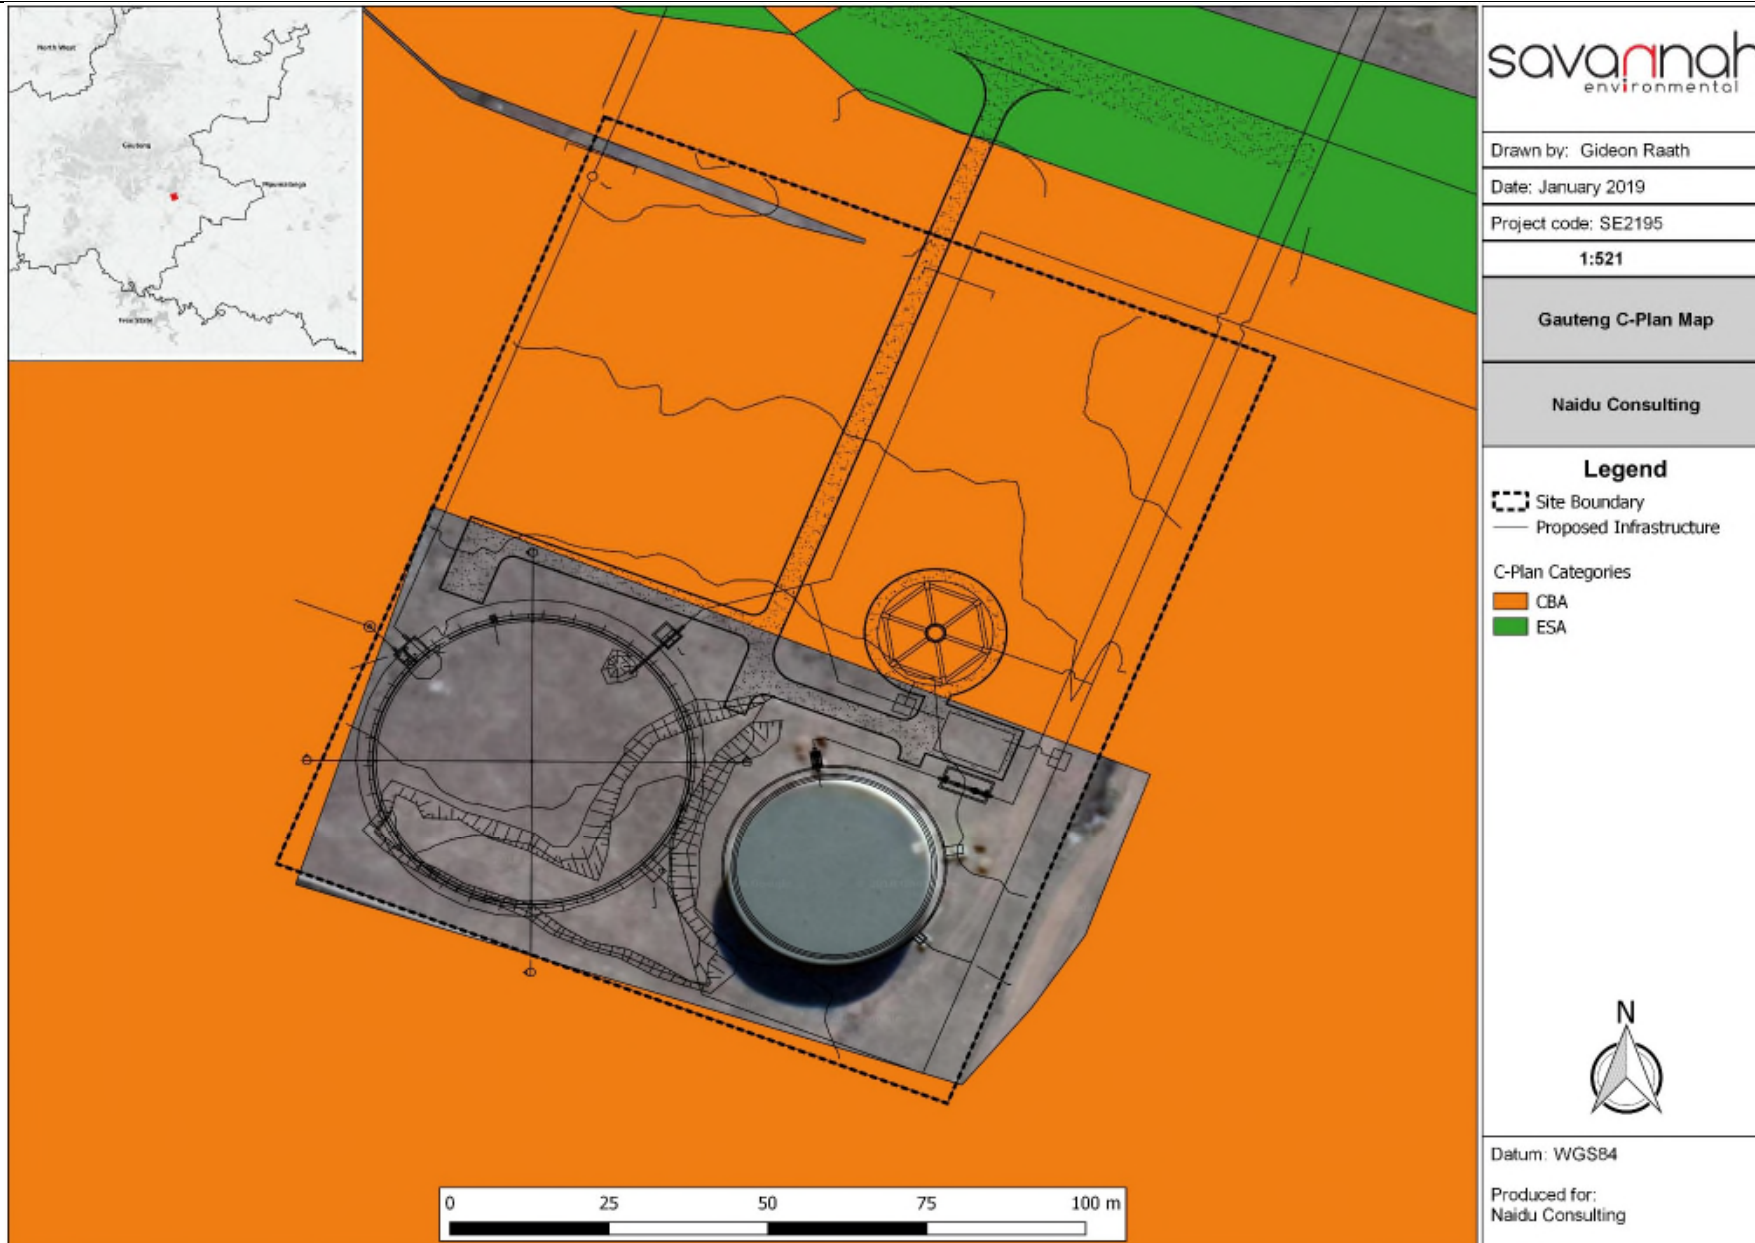 North West
Gauteng
Mpumalanga
Free State
0 25 50 75 100 m
savannah
environmental
Drawn by: Gideon Raath
Date: January 2019
Project code: SE2195
1:521
Gauteng C-Plan Map
Naidu Consulting
Legend
Site Boundary
Proposed Infrastructure
C-Plan Categories
CBA
ESA
N
Datum: WGS84
Produced for:
Naidu Consulting